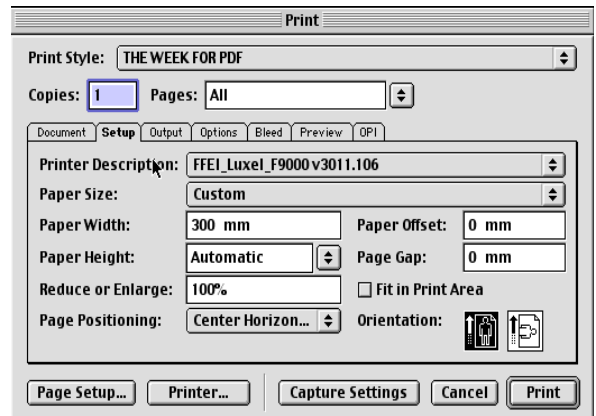 Print
Print Style: THE WEEK FOR PDF
Copies: 1 Pages: All
Document Setup Output Options Bleed Preview OPI
Printer Description: FFEI_Luxel_F9000 v3011.106
Paper Size: Custom
Paper Width: 300 mm Paper Offset: 0 mm
Paper Height: Automatic Page Gap: 0 mm
Reduce or Enlarge: 100% Fit in Print Area
Page Positioning: Center Horizon... Orientation:
Page Setup... Printer... Capture Settings Cancel Print